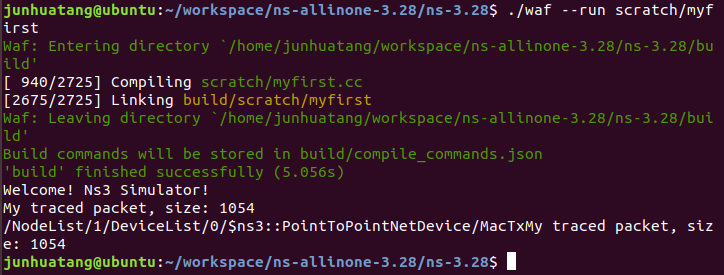 junhuatang@ubuntu:~/workspace/ns-allinone-3.28/ns-3.28$ ./waf --run scratch/myf
irst
Waf: Entering directory `/home/junhuatang/workspace/ns-allinone-3.28/ns-3.28/bu
ild'
[ 940/2725] Compiling scratch/myfirst.cc
[2675/2725] Linking build/scratch/myfirst
Waf: Leaving directory `/home/junhuatang/workspace/ns-allinone-3.28/ns-3.28/bui
ld'
Build commands will be stored in build/compile_commands.json
'build' finished successfully (5.056s)
Welcome! Ns3 Simulator!
My traced packet, size: 1054
/NodeList/1/DeviceList/0/$ns3::PointToPointNetDevice/MacTxMy traced packet, siz
e: 1054
junhuatang@ubuntu:~/workspace/ns-allinone-3.28/ns-3.28$